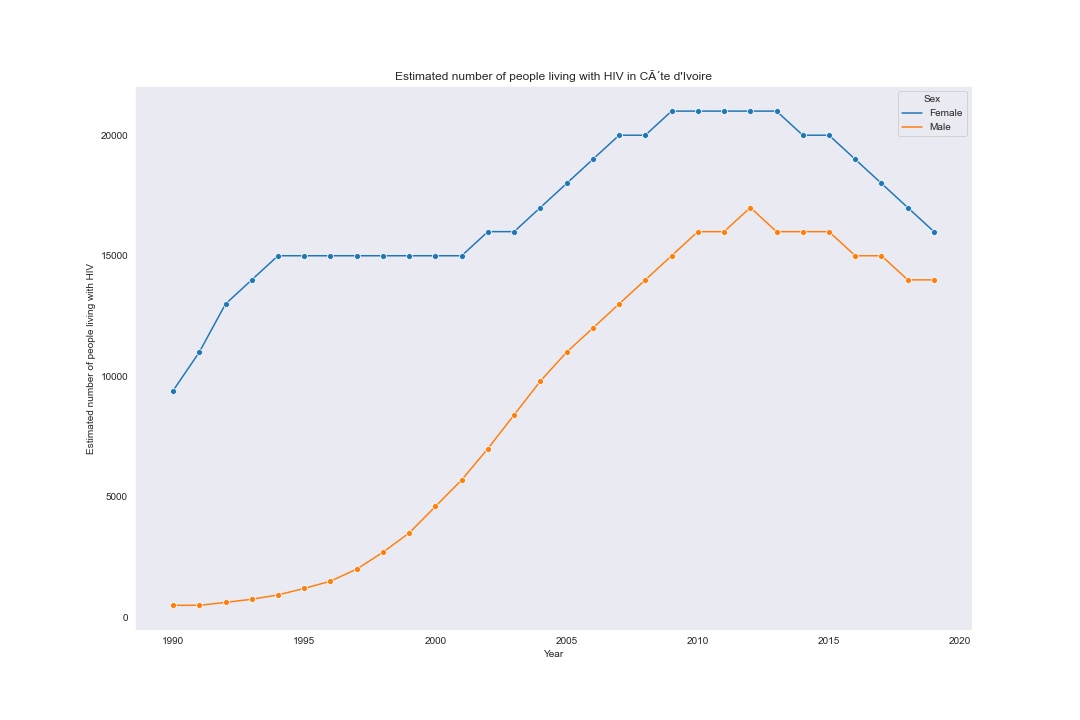 Estimated number of people living with HIV in CÃ´te d'Ivoire
Sex
Female
Male
Estimated number of people living with HIV
20000
15000
10000
5000
0
1990
1995
2000
2005
2010
2015
2020
Year